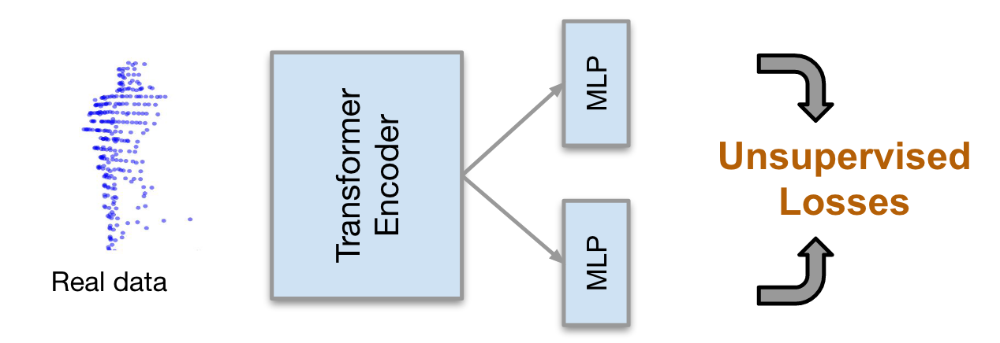 Real data
Transformer
Encoder
MLP
MLP
Unsupervised
Losses